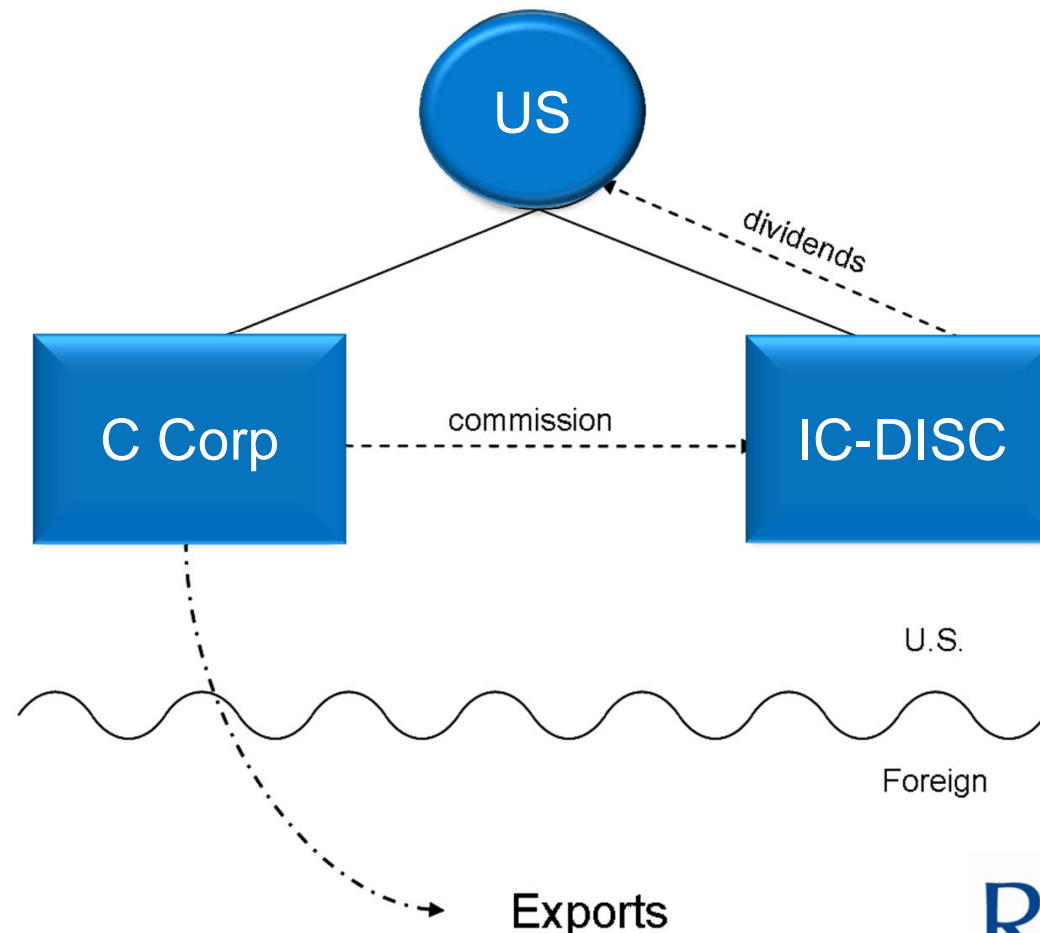 US
dividends
C Corp
commission
IC-DISC
U.S.
Foreign
Exports
R